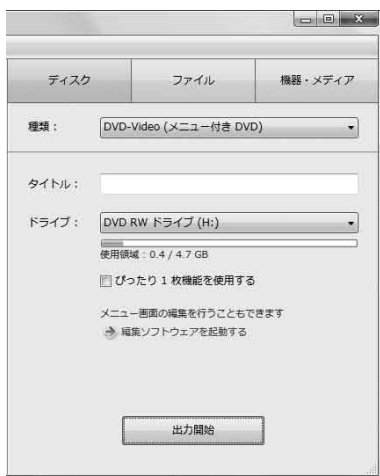 ディスク ファイル 機器・メディア
種類： DVD-Video (メニュー付き DVD)
タイトル：
ドライブ： DVD RW ドライブ (H:)
使用領域：0.4 / 4.7 GB
ぴったり 1 枚機能を使用する
メニュー画面の編集を行うこともできます
編集ソフトウェアを起動する
出力開始